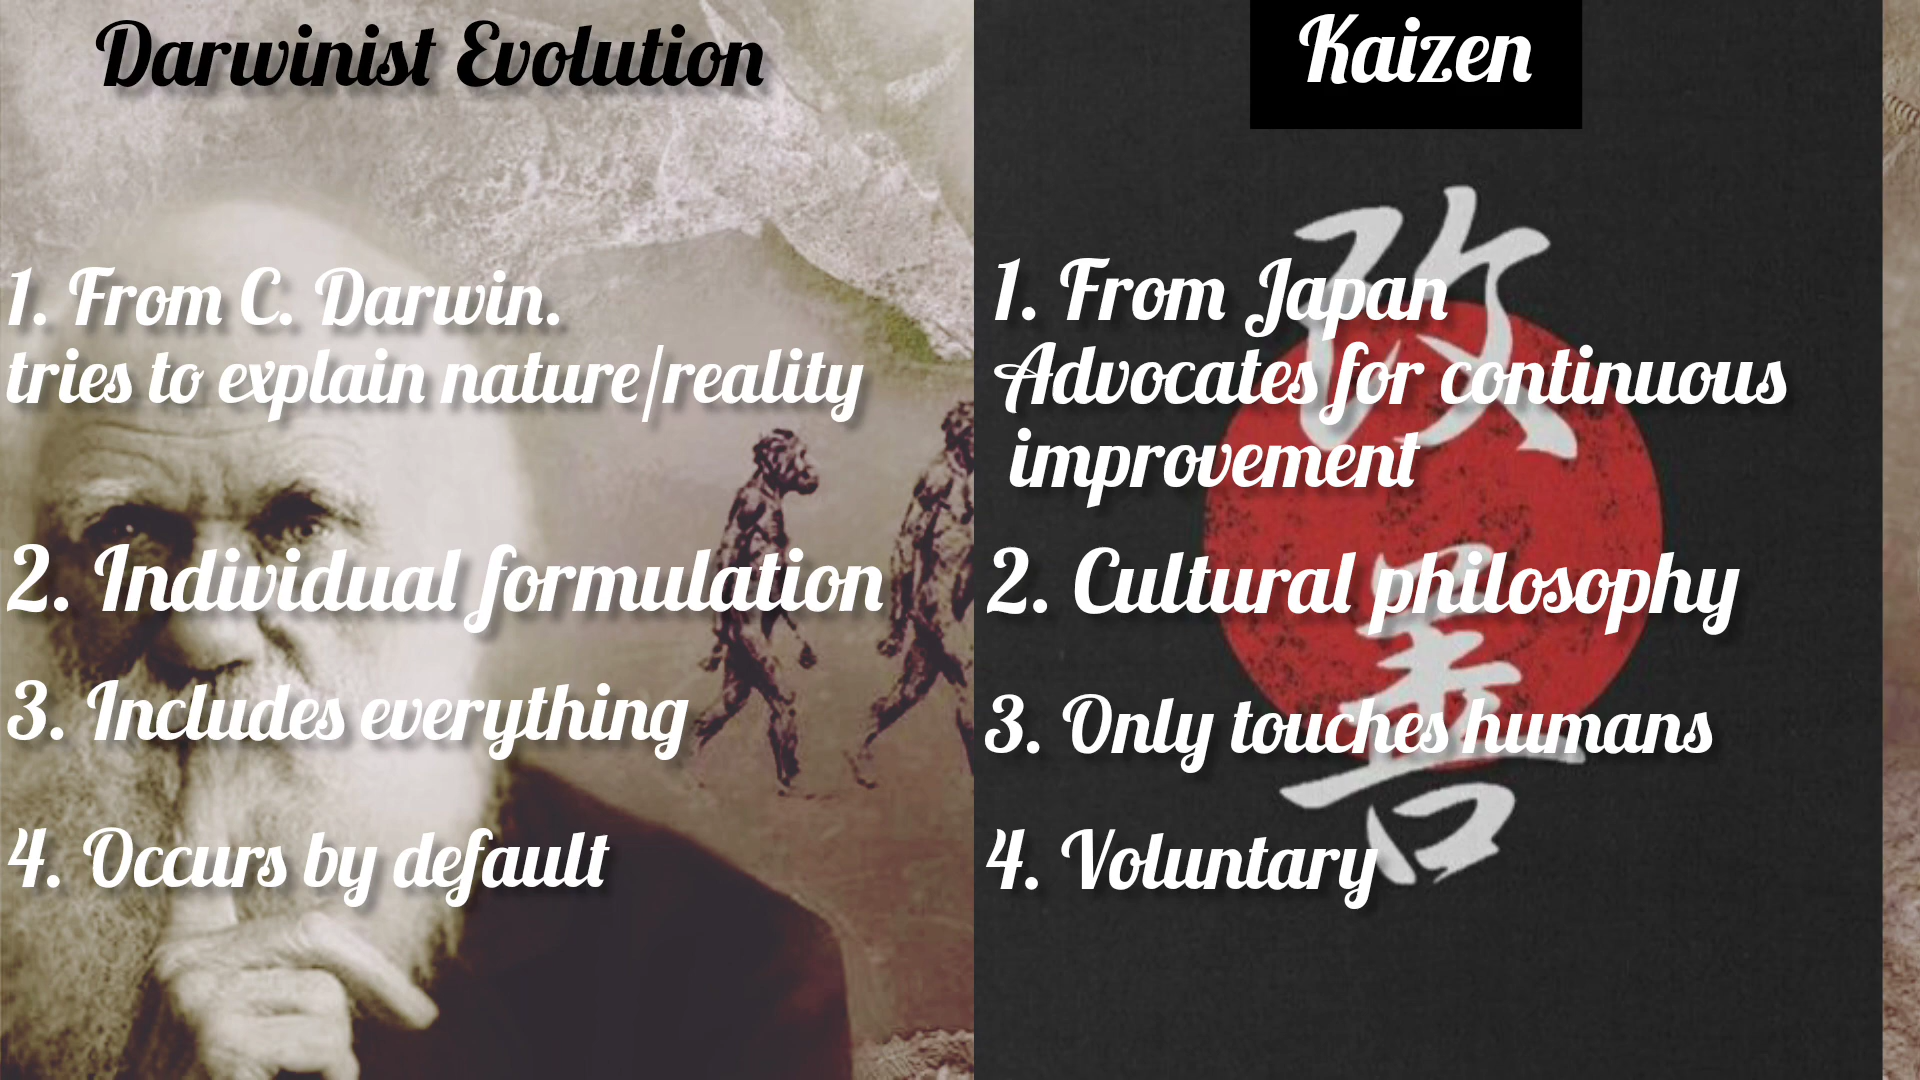 Darwinist Evolution
1. From C. Darwin.
tries to explain nature/reality
2. Individual formulation
3. Includes everything
4. Occurs by default
Kaizen
改
善
1. From Japan
Advocates for continuous
improvement
2. Cultural philosophy
3. Only touches humans
4. Voluntary